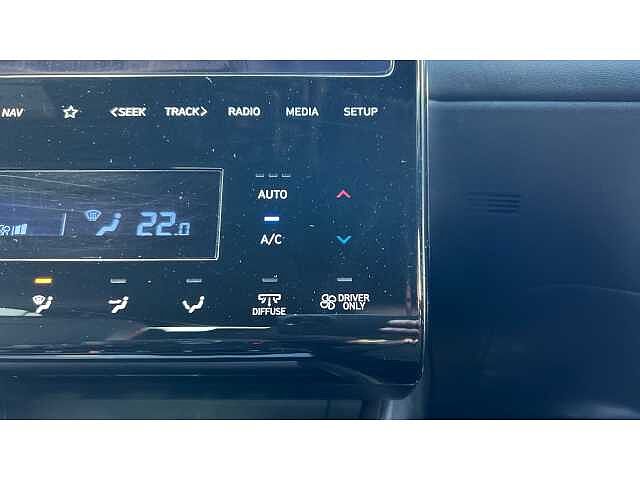 NAV ☆ <SEEK TRACK> RADIO MEDIA SETUP
AUTO
22.0
A/C
DIFFUSE
DRIVER
ONLY